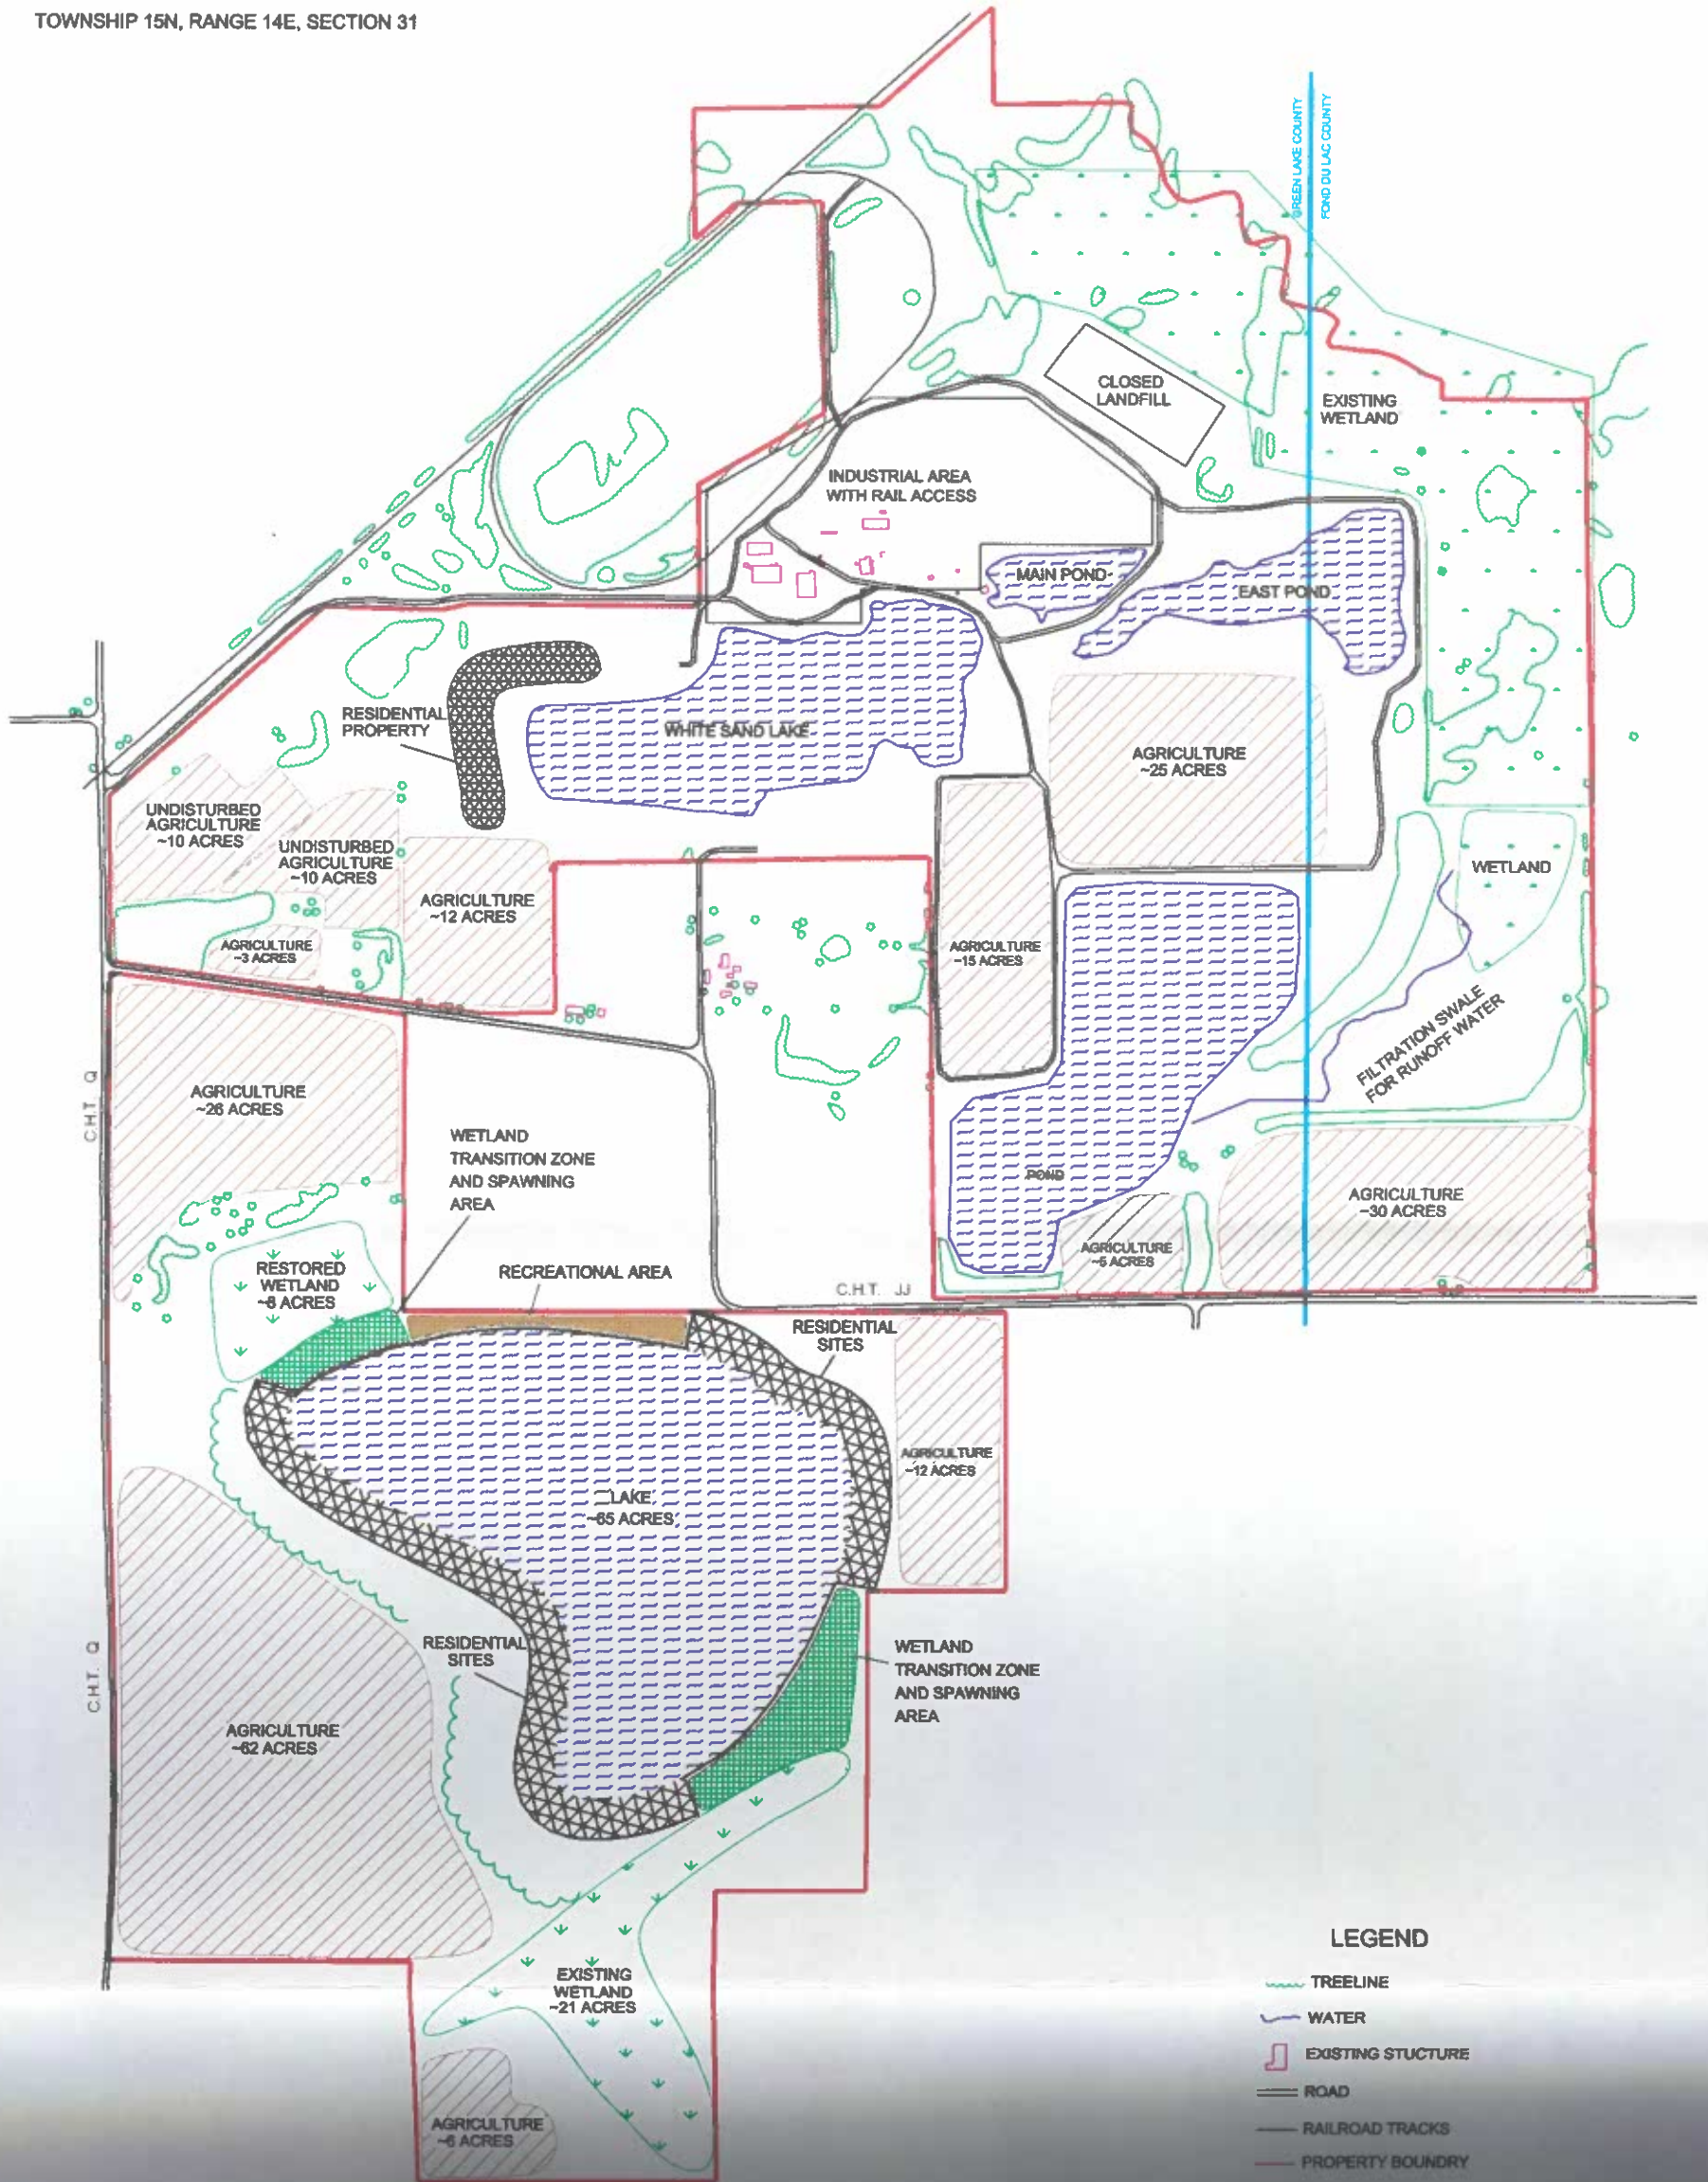 TOWNSHIP 15N, RANGE 14E, SECTION 31
GREEN LAKE COUNTY
FOND DU LAC COUNTY
CLOSED
LANDFILL
EXISTING
WETLAND
INDUSTRIAL AREA
WITH RAIL ACCESS
MAIN POND
EAST POND
RESIDENTIAL
PROPERTY
WHITE SAND LAKE
AGRICULTURE
~25 ACRES
UNDISTURBED
AGRICULTURE
~10 ACRES
UNDISTURBED
AGRICULTURE
~10 ACRES
AGRICULTURE
~12 ACRES
WETLAND
AGRICULTURE
~3 ACRES
AGRICULTURE
~15 ACRES
FILTRATION SWALE
FOR RUNOFF WATER
C.H.T. Q
AGRICULTURE
~26 ACRES
WETLAND
TRANSITION ZONE
AND SPAWNING
AREA
POND
AGRICULTURE
~30 ACRES
AGRICULTURE
~5 ACRES
RESTORED
WETLAND
~8 ACRES
RECREATIONAL AREA
C.H.T. JJ
RESIDENTIAL
SITES
AGRICULTURE
~12 ACRES
LAKE
~65 ACRES
RESIDENTIAL
SITES
WETLAND
TRANSITION ZONE
AND SPAWNING
AREA
C.H.T. Q
AGRICULTURE
~62 ACRES
EXISTING
WETLAND
~21 ACRES
AGRICULTURE
~6 ACRES
LEGEND
TREELINE
WATER
EXISTING STUCTURE
ROAD
RAILROAD TRACKS
PROPERTY BOUNDRY